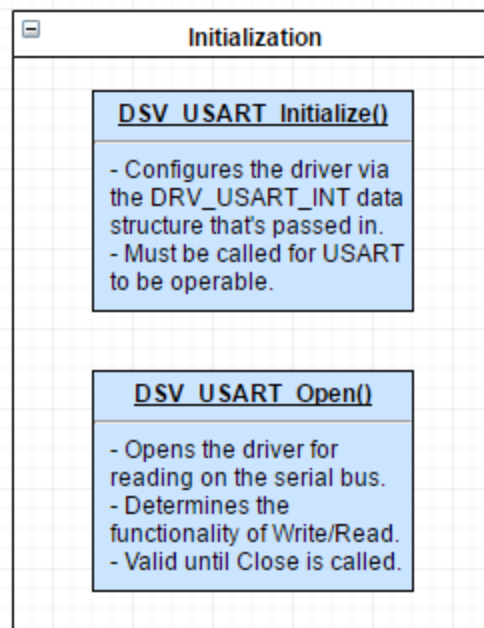 Initialization
DSV_USART_Initialize()
- Configures the driver via
the DRV_USART_INT data
structure that's passed in.
- Must be called for USART
to be operable.
DSV_USART_Open()
- Opens the driver for
reading on the serial bus.
- Determines the
functionality of Write/Read.
- Valid until Close is called.